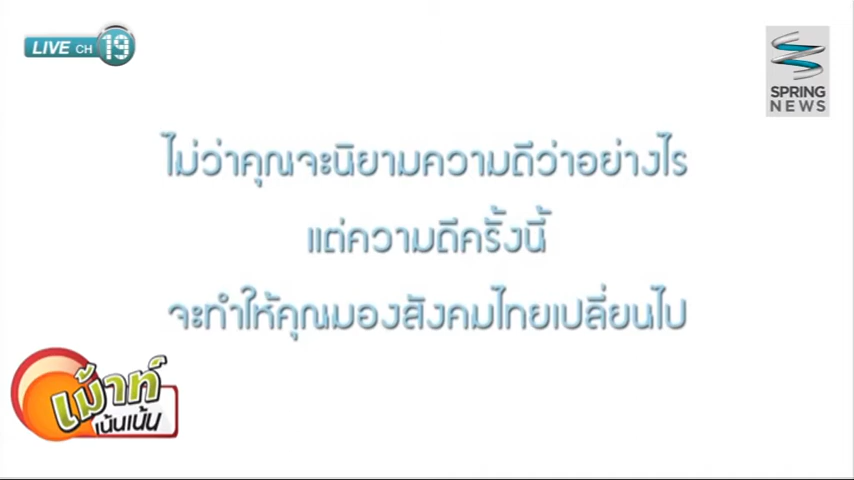 LIVE CH 19
SPRING
NEWS
ไม่ว่าคุณจะนิยามความดีว่าอย่างไร
แต่ความดีครั้งนี้
จะทำให้คุณมองสังคมไทยเปลี่ยนไป
เม้าท์
เน้นเน้น